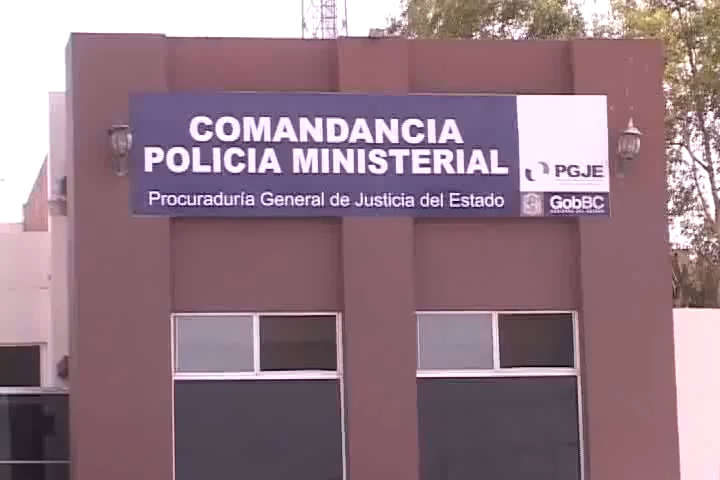 COMANDANCIA
POLICIA MINISTERIAL
Procuraduría General de Justicia del Estado
PGJE
GobBC